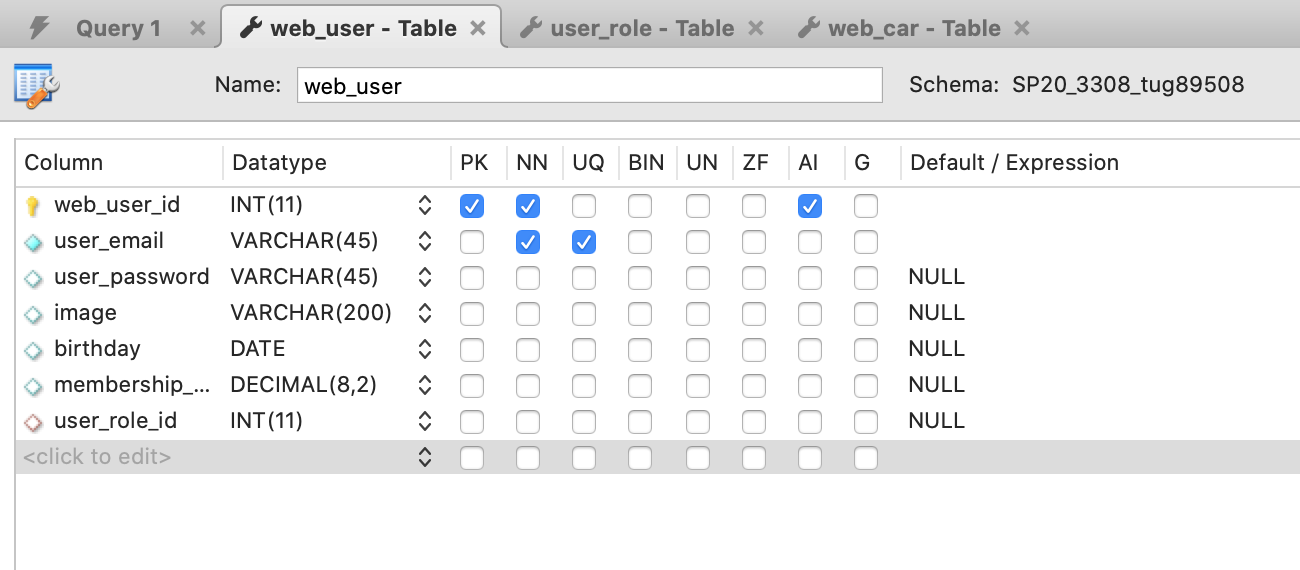 Query 1 web_user - Table user_role - Table web_car - Table
Name: web_user Schema: SP20_3308_tug89508
Column Datatype PK NN UQ BIN UN ZF AI G Default / Expression
web_user_id INT(11)
user_email VARCHAR(45)
user_password VARCHAR(45) NULL
image VARCHAR(200) NULL
birthday DATE NULL
membership_... DECIMAL(8,2) NULL
user_role_id INT(11) NULL
<click to edit>